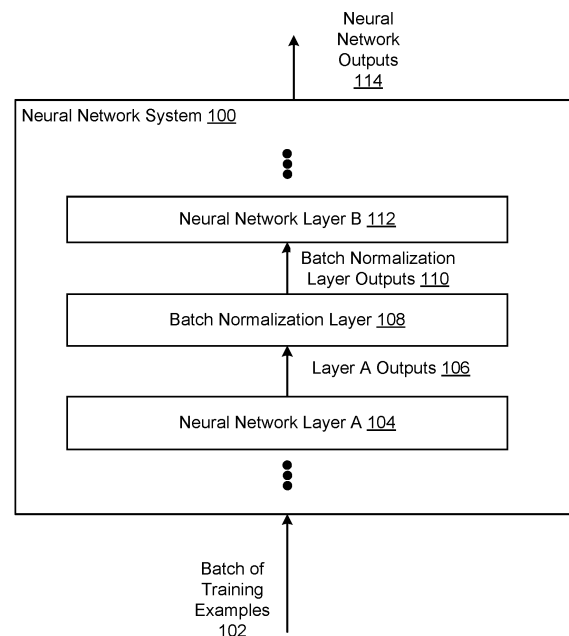 Neural
Network
Outputs
114
Neural Network System 100
Neural Network Layer B 112
Batch Normalization
Layer Outputs 110
Batch Normalization Layer 108
Layer A Outputs 106
Neural Network Layer A 104
Batch of
Training
Examples
102